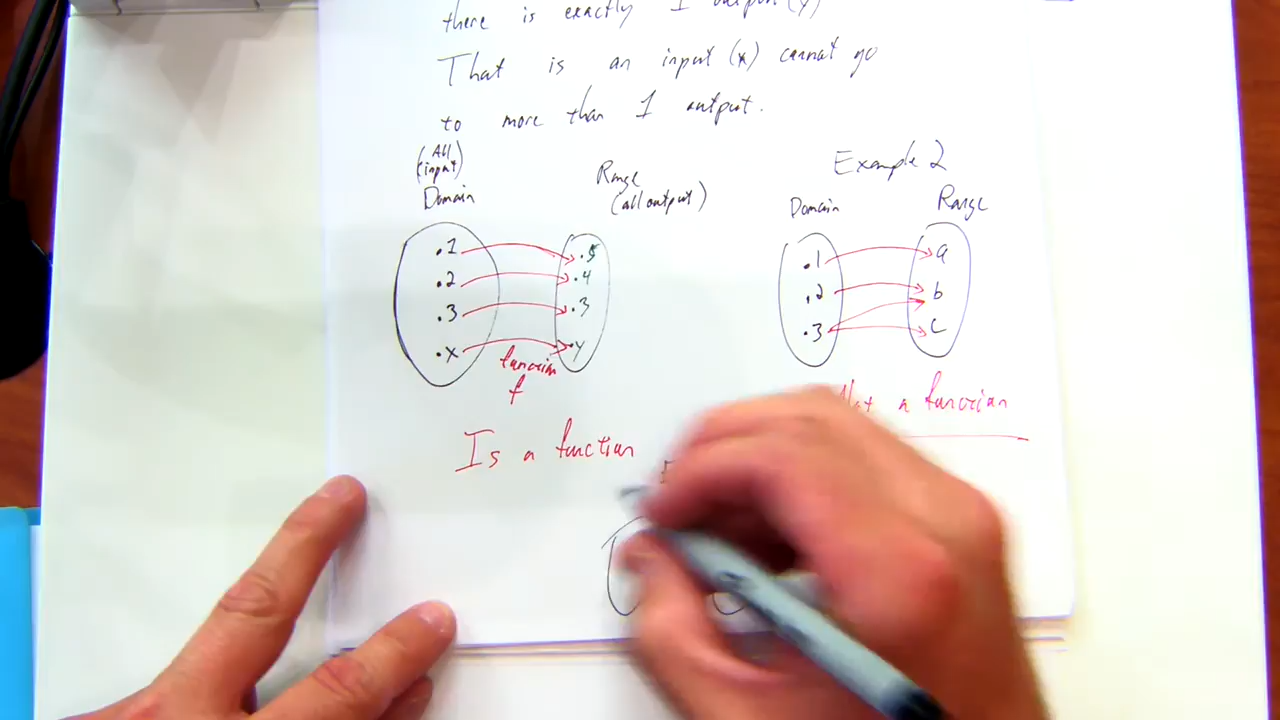 there is exactly 1 output (y)
That is an input (x) cannot go
to more than 1 output.
(All input)
Domain
Range
(all output)
.1
.2
.3
.x
.5
.4
.3
.y
function
f
Is a function
Example 2
Domain
Range
.1
.2
.3
a
b
c
Not a function